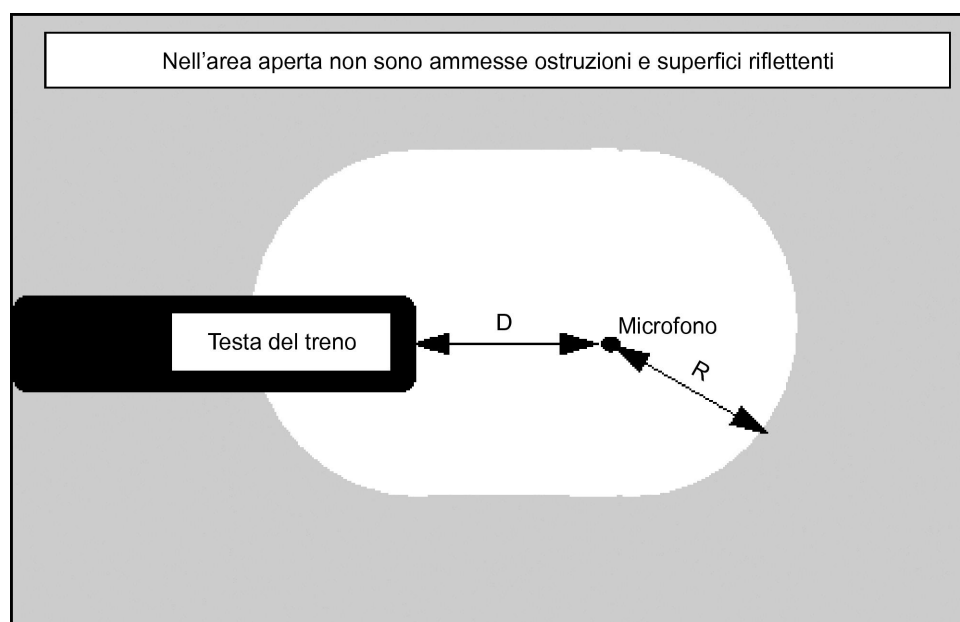 Nell'area aperta non sono ammesse ostruzioni e superfici riflettenti
D
Microfono
Testa del treno
R